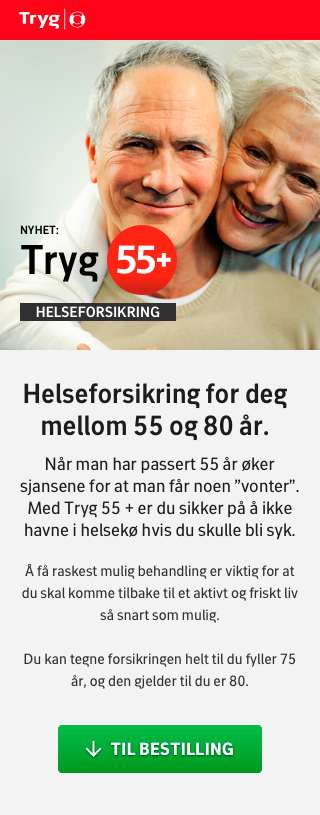 Tryg
NYHET:
Tryg 55+
HELSEFORSIKRING
Helseforsikring for deg
mellom 55 og 80 år.
Når man har passert 55 år øker
sjansene for at man får noen ”vonter”.
Med Tryg 55 + er du sikker på å ikke
havne i helsekø hvis du skulle bli syk.
Å få raskest mulig behandling er viktig for at
du skal komme tilbake til et aktivt og friskt liv
så snart som mulig.
Du kan tegne forsikringen helt til du fyller 75
år, og den gjelder til du er 80.
TIL BESTILLING